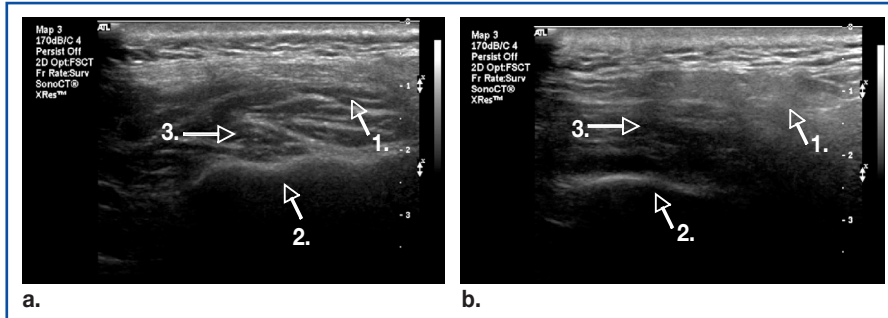 ATL
Map 3
170dB/C 4
Persist Off
2D Opt:FSCT
Fr Rate:Surv
SonoCT®
XRes™
0
x
1
x
2
3
1.
2.
3.
a.
ATL
Map 3
170dB/C 4
Persist Off
2D Opt:FSCT
Fr Rate:Surv
SonoCT®
XRes™
0
x
1
x
2
3
1.
2.
3.
b.